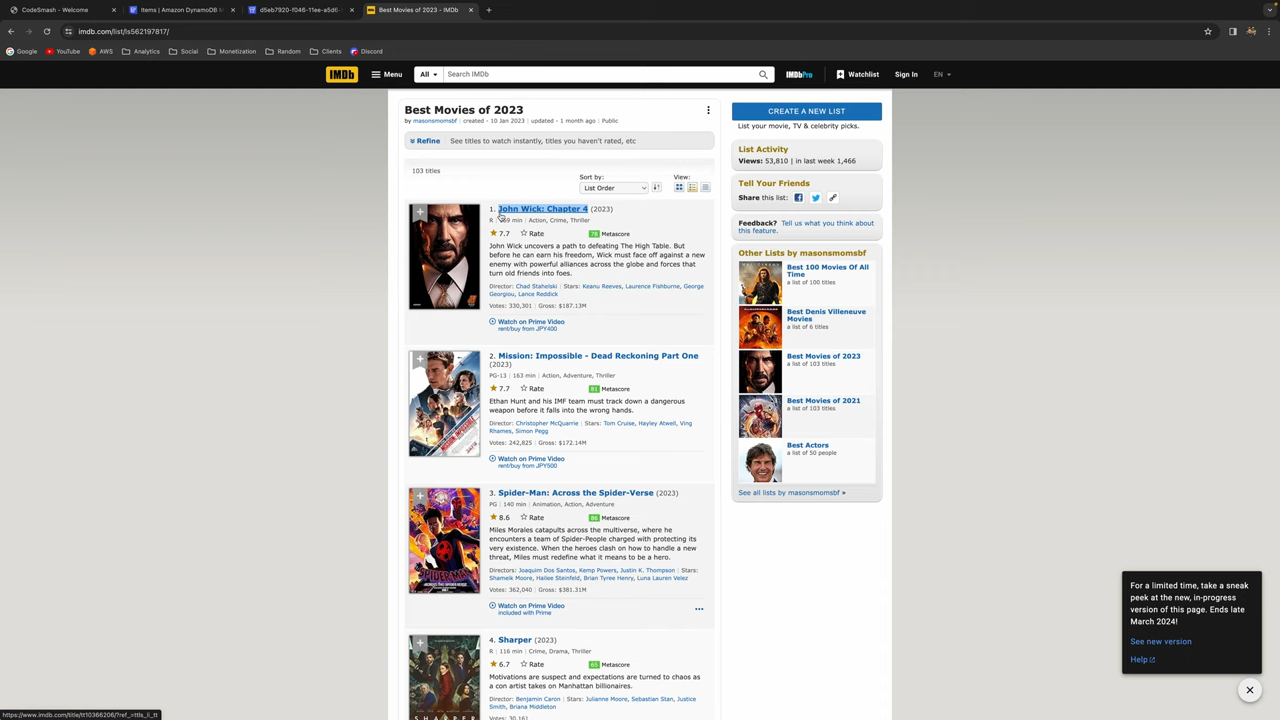 CodeSmash - Welcome
Items | Amazon DynamoDB M
d5eb7920-f046-11ee-a5d6-
Best Movies of 2023 - IMDb
imdb.com/list/ls562197817/
Google YouTube AWS Analytics Social Monetization Random Clients Discord
IMDb Menu All Search IMDb IMDbPro Watchlist Sign In EN
Best Movies of 2023
by masonsmomsbf | created - 10 Jan 2023 | updated - 1 month ago | Public
Refine See titles to watch instantly, titles you haven't rated, etc
103 titles
Sort by: View:
List Order
1. John Wick: Chapter 4 (2023)
R | 169 min | Action, Crime, Thriller
7.7 Rate 78 Metascore
John Wick uncovers a path to defeating The High Table. But
before he can earn his freedom, Wick must face off against a new
enemy with powerful alliances across the globe and forces that
turn old friends into foes.
Director: Chad Stahelski | Stars: Keanu Reeves, Laurence Fishburne, George
Georgiou, Lance Reddick
Votes: 330,301 | Gross: $187.13M
Watch on Prime Video
rent/buy from JPY400
2. Mission: Impossible - Dead Reckoning Part One
(2023)
PG-13 | 163 min | Action, Adventure, Thriller
7.7 Rate 81 Metascore
Ethan Hunt and his IMF team must track down a dangerous
weapon before it falls into the wrong hands.
Director: Christopher McQuarrie | Stars: Tom Cruise, Hayley Atwell, Ving
Rhames, Simon Pegg
Votes: 242,825 | Gross: $172.14M
Watch on Prime Video
rent/buy from JPY500
3. Spider-Man: Across the Spider-Verse (2023)
PG | 140 min | Animation, Action, Adventure
8.6 Rate 86 Metascore
Miles Morales catapults across the multiverse, where he
encounters a team of Spider-People charged with protecting its
very existence. When the heroes clash on how to handle a new
threat, Miles must redefine what it means to be a hero.
Directors: Joaquim Dos Santos, Kemp Powers, Justin K. Thompson | Stars:
Shameik Moore, Hailee Steinfeld, Brian Tyree Henry, Luna Lauren Velez
Votes: 362,040 | Gross: $381.31M
Watch on Prime Video
included with Prime
4. Sharper (2023)
R | 116 min | Crime, Drama, Thriller
6.7 Rate 65 Metascore
Motivations are suspect and expectations are turned to chaos as
a con artist takes on Manhattan billionaires.
Director: Benjamin Caron | Stars: Julianne Moore, Sebastian Stan, Justice
Smith, Briana Middleton
Votes: 30,161
SHARPER
CREATE A NEW LIST
List your movie, TV & celebrity picks.
List Activity
Views: 53,810 | in last week 1,466
Tell Your Friends
Share this list:
Feedback? Tell us what you think about
this feature.
Other Lists by masonsmomsbf
Best 100 Movies Of All
Time
a list of 100 titles
Best Denis Villeneuve
Movies
a list of 6 titles
Best Movies of 2023
a list of 103 titles
Best Movies of 2021
a list of 103 titles
Best Actors
a list of 50 people
See all lists by masonsmomsbf »
For a limited time, take a sneak
peek at the new, in-progress
version of this page. Ends late
March 2024!
See new version
Help
https://www.imdb.com/title/tt10366206/?ref_=ttls_li_tt